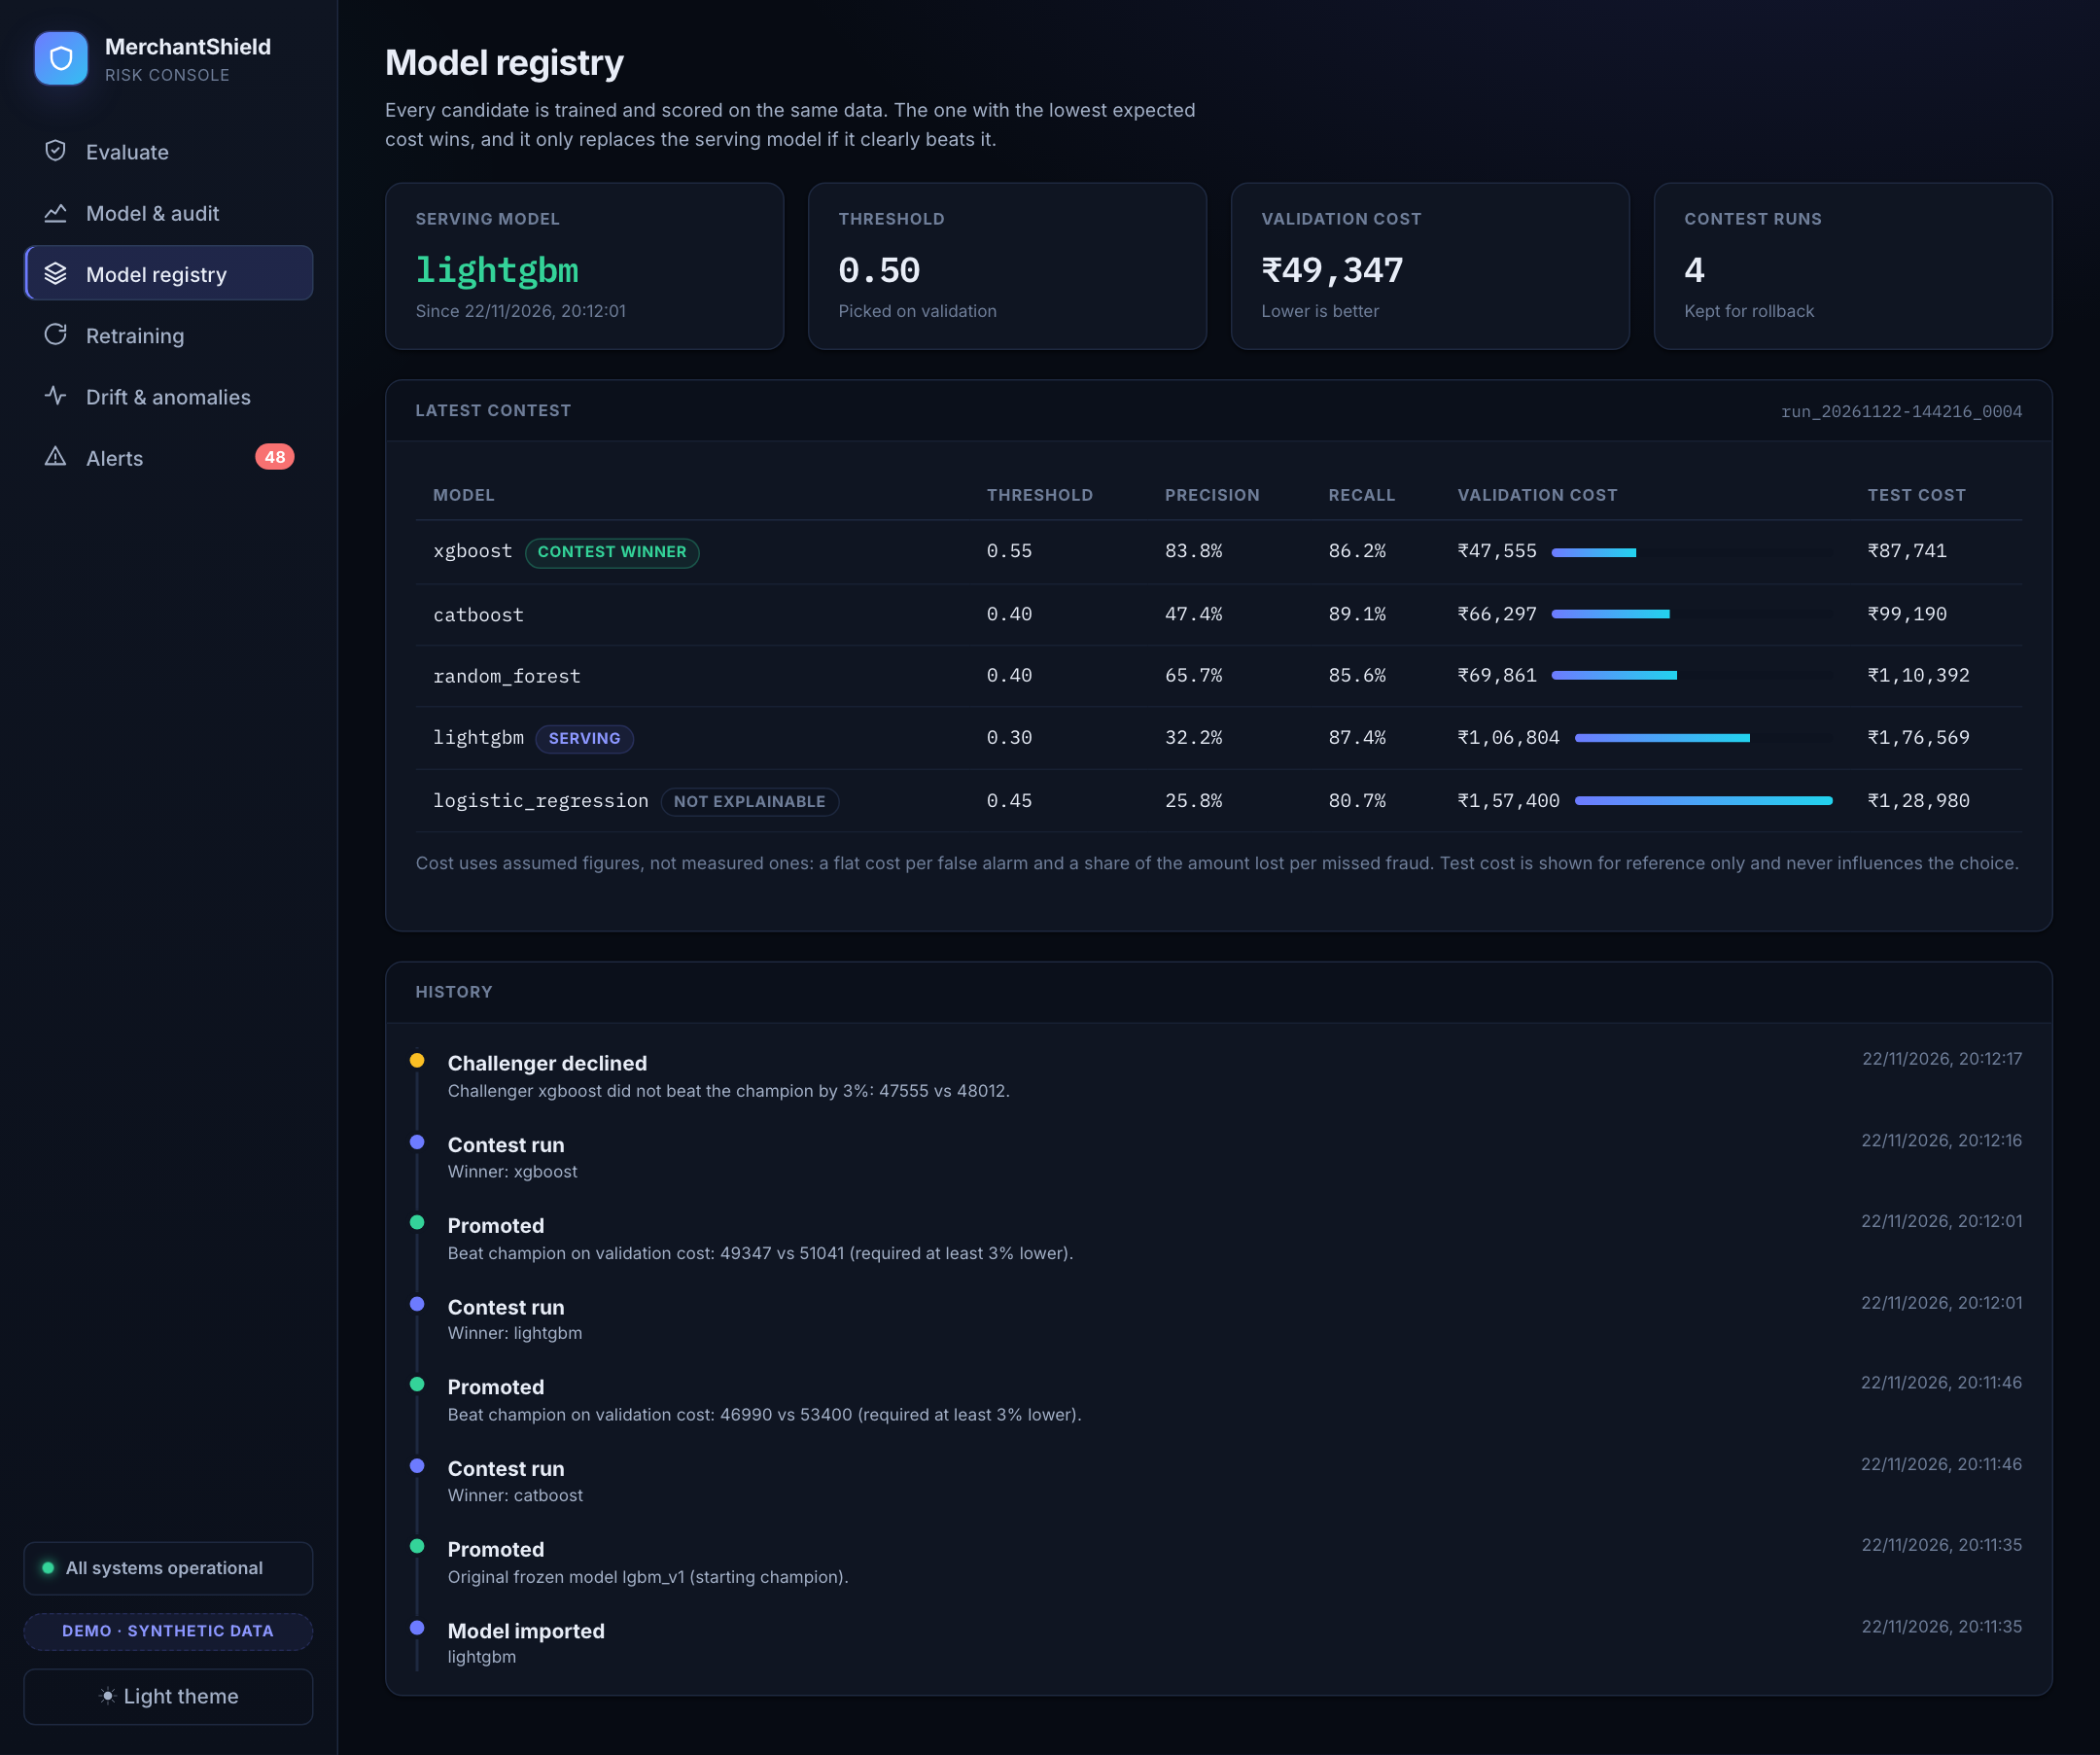 MerchantShield
RISK CONSOLE
Evaluate
Model & audit
Model registry
Retraining
Drift & anomalies
Alerts 48
All systems operational
DEMO · SYNTHETIC DATA
Light theme
Model registry
Every candidate is trained and scored on the same data. The one with the lowest expected
cost wins, and it only replaces the serving model if it clearly beats it.
SERVING MODEL
lightgbm
Since 22/11/2026, 20:12:01
THRESHOLD
0.50
Picked on validation
VALIDATION COST
₹49,347
Lower is better
CONTEST RUNS
4
Kept for rollback
LATEST CONTEST run_20261122-144216_0004
MODEL THRESHOLD PRECISION RECALL VALIDATION COST TEST COST
xgboost CONTEST WINNER 0.55 83.8% 86.2% ₹47,555 ₹87,741
catboost 0.40 47.4% 89.1% ₹66,297 ₹99,190
random_forest 0.40 65.7% 85.6% ₹69,861 ₹1,10,392
lightgbm SERVING 0.30 32.2% 87.4% ₹1,06,804 ₹1,76,569
logistic_regression NOT EXPLAINABLE 0.45 25.8% 80.7% ₹1,57,400 ₹1,28,980
Cost uses assumed figures, not measured ones: a flat cost per false alarm and a share of the amount lost per missed fraud. Test cost is shown for reference only and never influences the choice.
HISTORY
Challenger declined 22/11/2026, 20:12:17
Challenger xgboost did not beat the champion by 3%: 47555 vs 48012.
Contest run 22/11/2026, 20:12:16
Winner: xgboost
Promoted 22/11/2026, 20:12:01
Beat champion on validation cost: 49347 vs 51041 (required at least 3% lower).
Contest run 22/11/2026, 20:12:01
Winner: lightgbm
Promoted 22/11/2026, 20:11:46
Beat champion on validation cost: 46990 vs 53400 (required at least 3% lower).
Contest run 22/11/2026, 20:11:46
Winner: catboost
Promoted 22/11/2026, 20:11:35
Original frozen model lgbm_v1 (starting champion).
Model imported 22/11/2026, 20:11:35
lightgbm